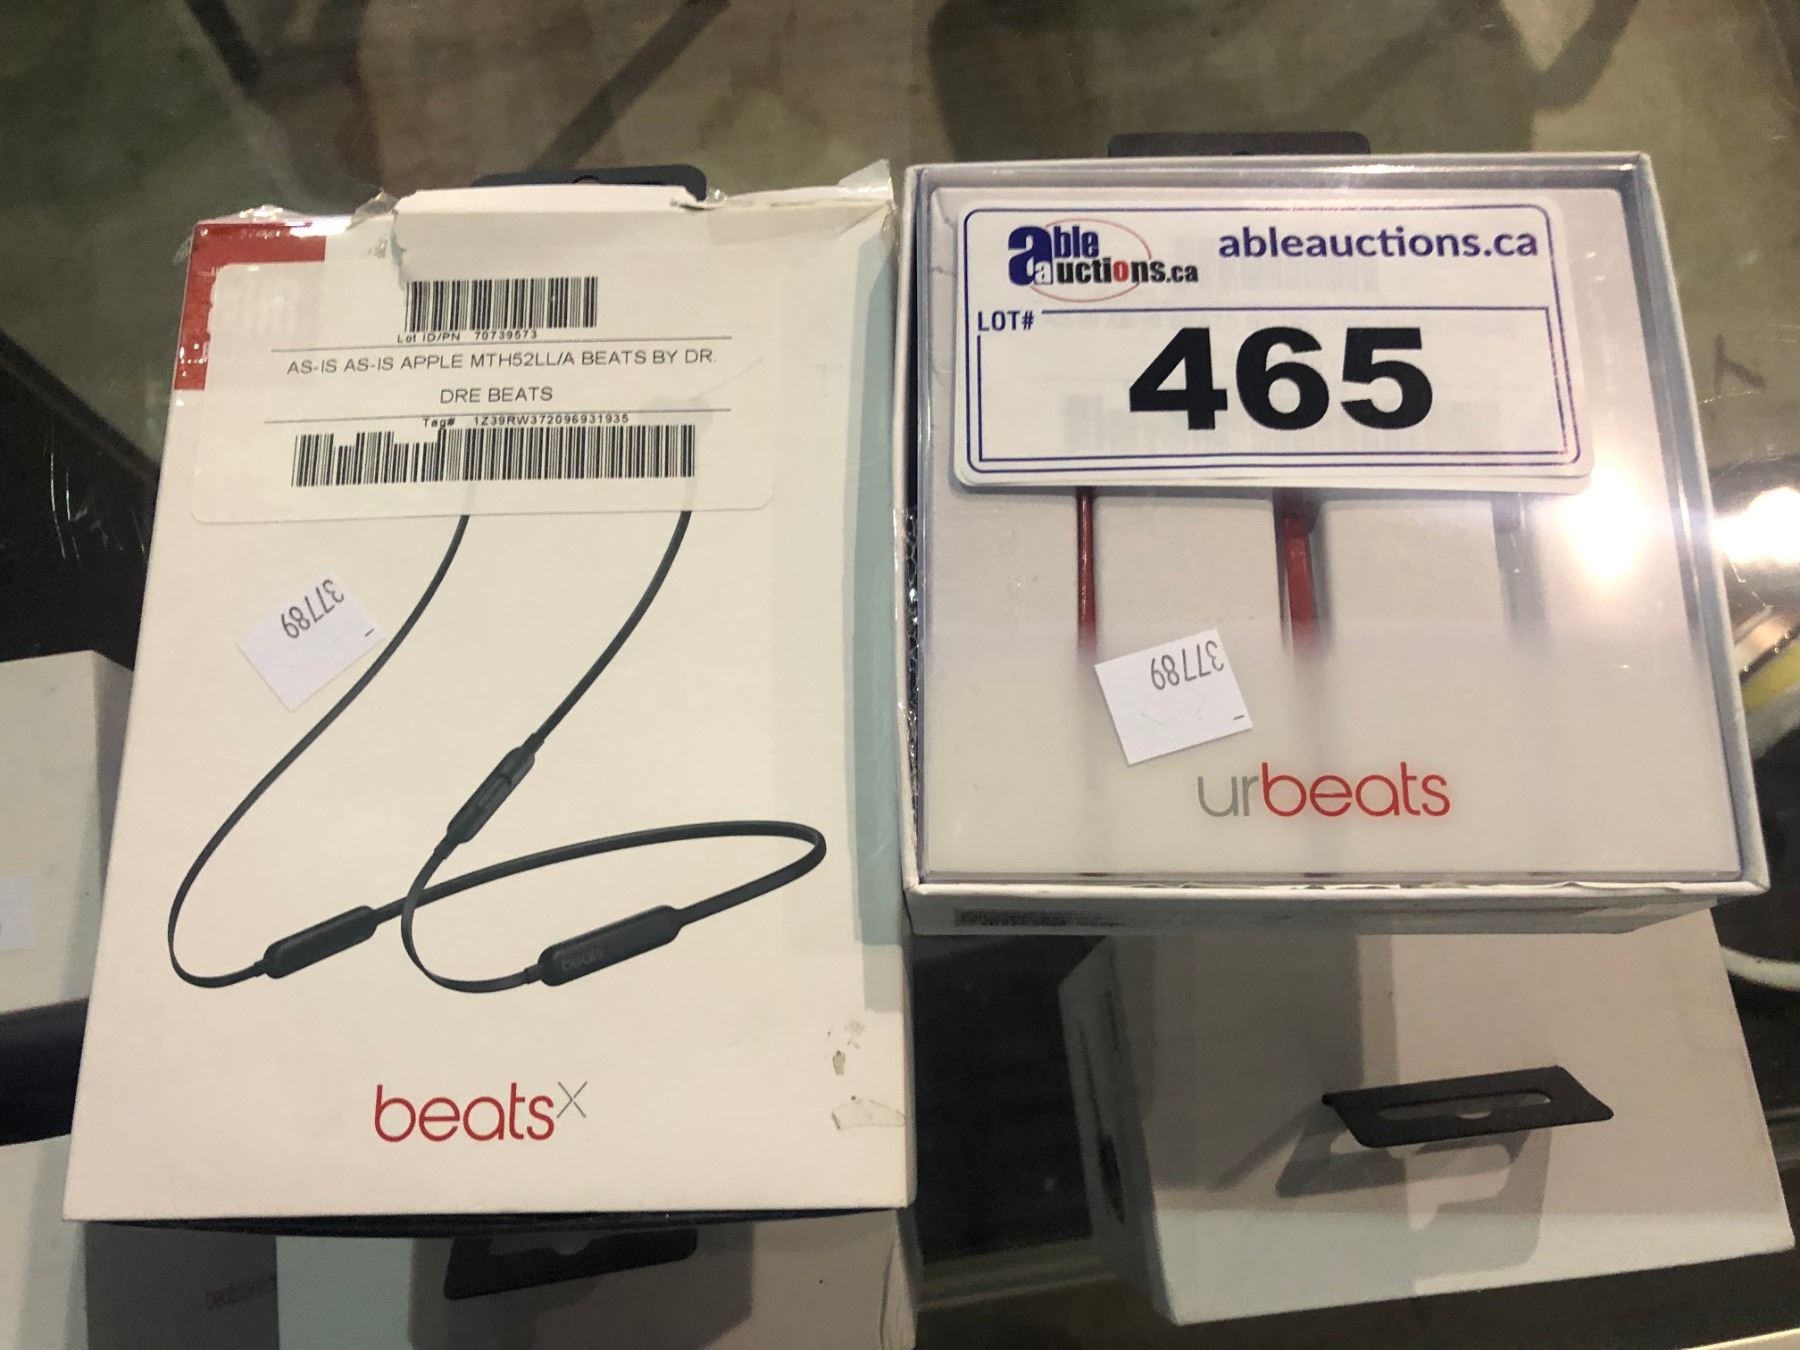 Lot ID/PN 70739573
AS-IS AS-IS APPLE MTH52LL/A BEATS BY DR.
DRE BEATS
Tag# 1Z39RW372096931935
37789
beats
beatsX
able auctions.ca
ableauctions.ca
LOT#
465
37789
urbeats